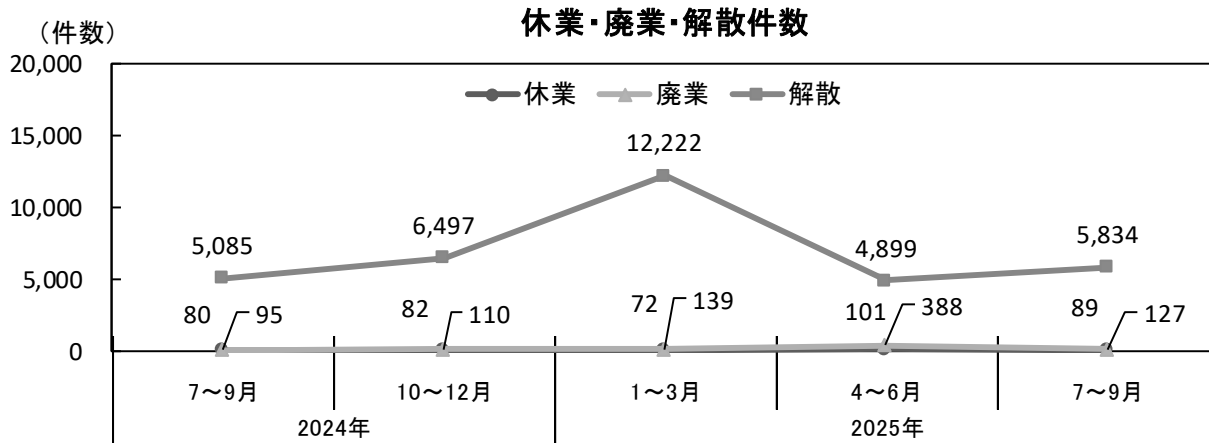 休業・廃業・解散件数
（件数）
20,000
休業 廃業 解散
15,000
12,222
10,000
6,497
5,085 4,899 5,834
5,000
80 95 82 110 72 139 101 388 89 127
0
7～9月 10～12月 1～3月 4～6月 7～9月
2024年 2025年